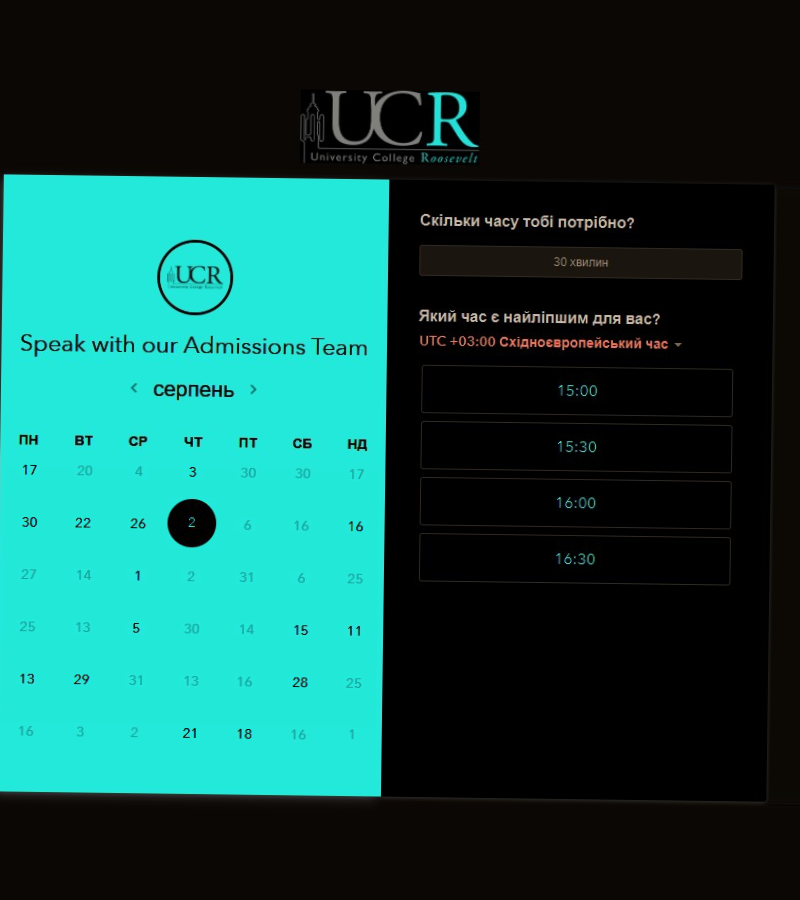 UCR
University College Roosevelt
UCR
University College Roosevelt
Speak with our Admissions Team
серпень
ПН ВТ СР ЧТ ПТ СБ НД
17 20 4 3 30 30 17
30 22 26 2 6 16 16
27 14 1 2 31 6 25
25 13 5 30 14 15 11
13 29 31 13 16 28 25
16 3 2 21 18 16 1
Скільки часу тобі потрібно?
30 хвилин
Який час є найліпшим для вас?
UTC +03:00 Східноєвропейський час
15:00
15:30
16:00
16:30